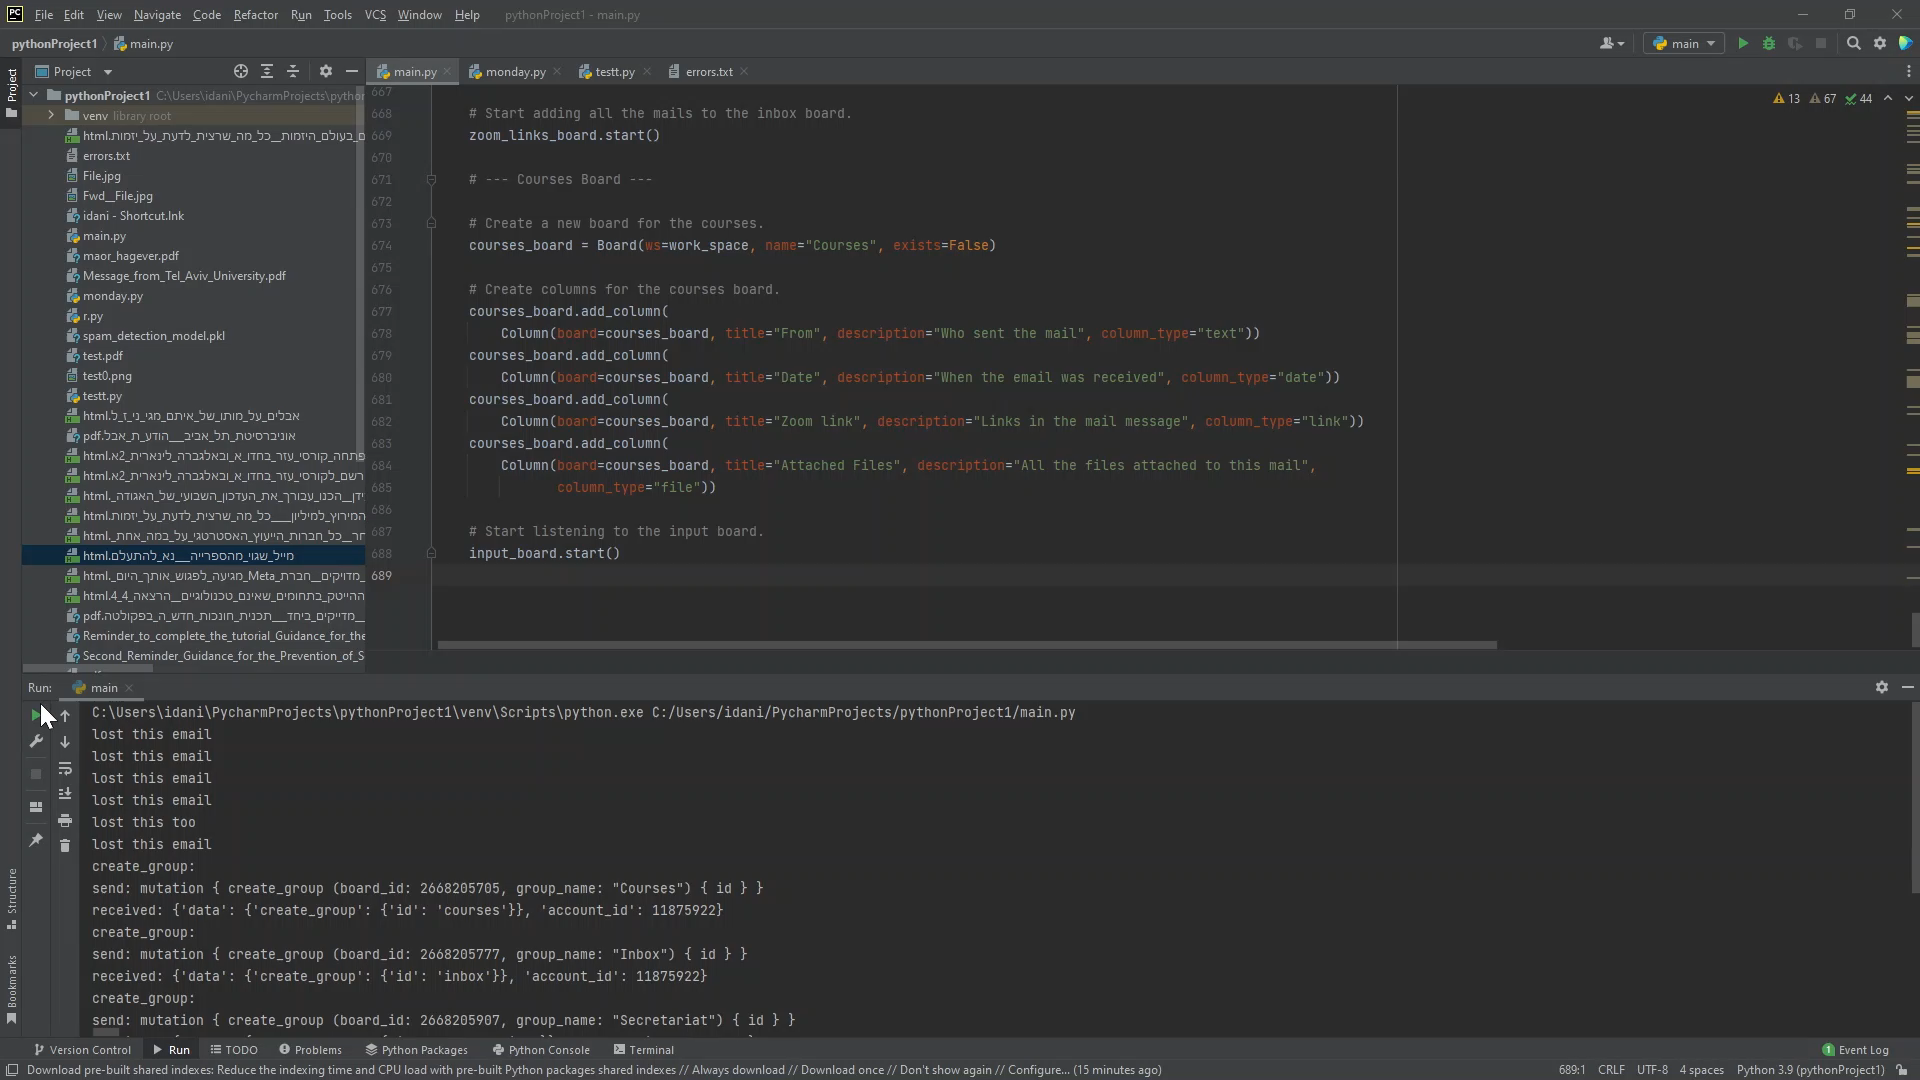 File Edit View Navigate Code Refactor Run Tools VCS Window Help pythonProject1 - main.py
pythonProject1 main.py main
Project main.py monday.py testt.py errors.txt
pythonProject1 C:\Users\idani\PycharmProjects\python
venv library root
errors.txt
File.jpg
Fwd__File.jpg
idani - Shortcut.lnk
main.py
maor_hagever.pdf
Message_from_Tel_Aviv_University.pdf
monday.py
r.py
spam_detection_model.pkl
test.pdf
test0.png
testt.py
אבלים_על_מותו_של_איתם_מגי_ני_ז_ל.html
אוניברסיטת_תל_אביב__הודע_ת_אבל.pdf
מייל_שגוי_מהספרייה__נא_להתעלם.html
Reminder_to_complete_the_tutorial_Guidance_for_the
Second_Reminder_Guidance_for_the_Prevention_of_S
13 67 44
667
668 # Start adding all the mails to the inbox board.
669 zoom_links_board.start()
670
671 # --- Courses Board ---
672
673 # Create a new board for the courses.
674 courses_board = Board(ws=work_space, name="Courses", exists=False)
675
676 # Create columns for the courses board.
677 courses_board.add_column(
678 Column(board=courses_board, title="From", description="Who sent the mail", column_type="text"))
679 courses_board.add_column(
680 Column(board=courses_board, title="Date", description="When the email was received", column_type="date"))
681 courses_board.add_column(
682 Column(board=courses_board, title="Zoom link", description="Links in the mail message", column_type="link"))
683 courses_board.add_column(
684 Column(board=courses_board, title="Attached Files", description="All the files attached to this mail",
685 column_type="file"))
686
687 # Start listening to the input board.
688 input_board.start()
689
Run: main
C:\Users\idani\PycharmProjects\pythonProject1\venv\Scripts\python.exe C:/Users/idani/PycharmProjects/pythonProject1/main.py
lost this email
lost this email
lost this email
lost this email
lost this too
lost this email
create_group:
send: mutation { create_group (board_id: 2668205705, group_name: "Courses") { id } }
received: {'data': {'create_group': {'id': 'courses'}}, 'account_id': 11875922}
create_group:
send: mutation { create_group (board_id: 2668205777, group_name: "Inbox") { id } }
received: {'data': {'create_group': {'id': 'inbox'}}, 'account_id': 11875922}
create_group:
send: mutation { create_group (board_id: 2668205907, group_name: "Secretariat") { id } }
Project
Structure
Bookmarks
Version Control Run TODO Problems Python Packages Python Console Terminal 1 Event Log
Download pre-built shared indexes: Reduce the indexing time and CPU load with pre-built Python packages shared indexes // Always download // Download once // Don't show again // Configure... (15 minutes ago) 689:1 CRLF UTF-8 4 spaces Python 3.9 (pythonProject1)